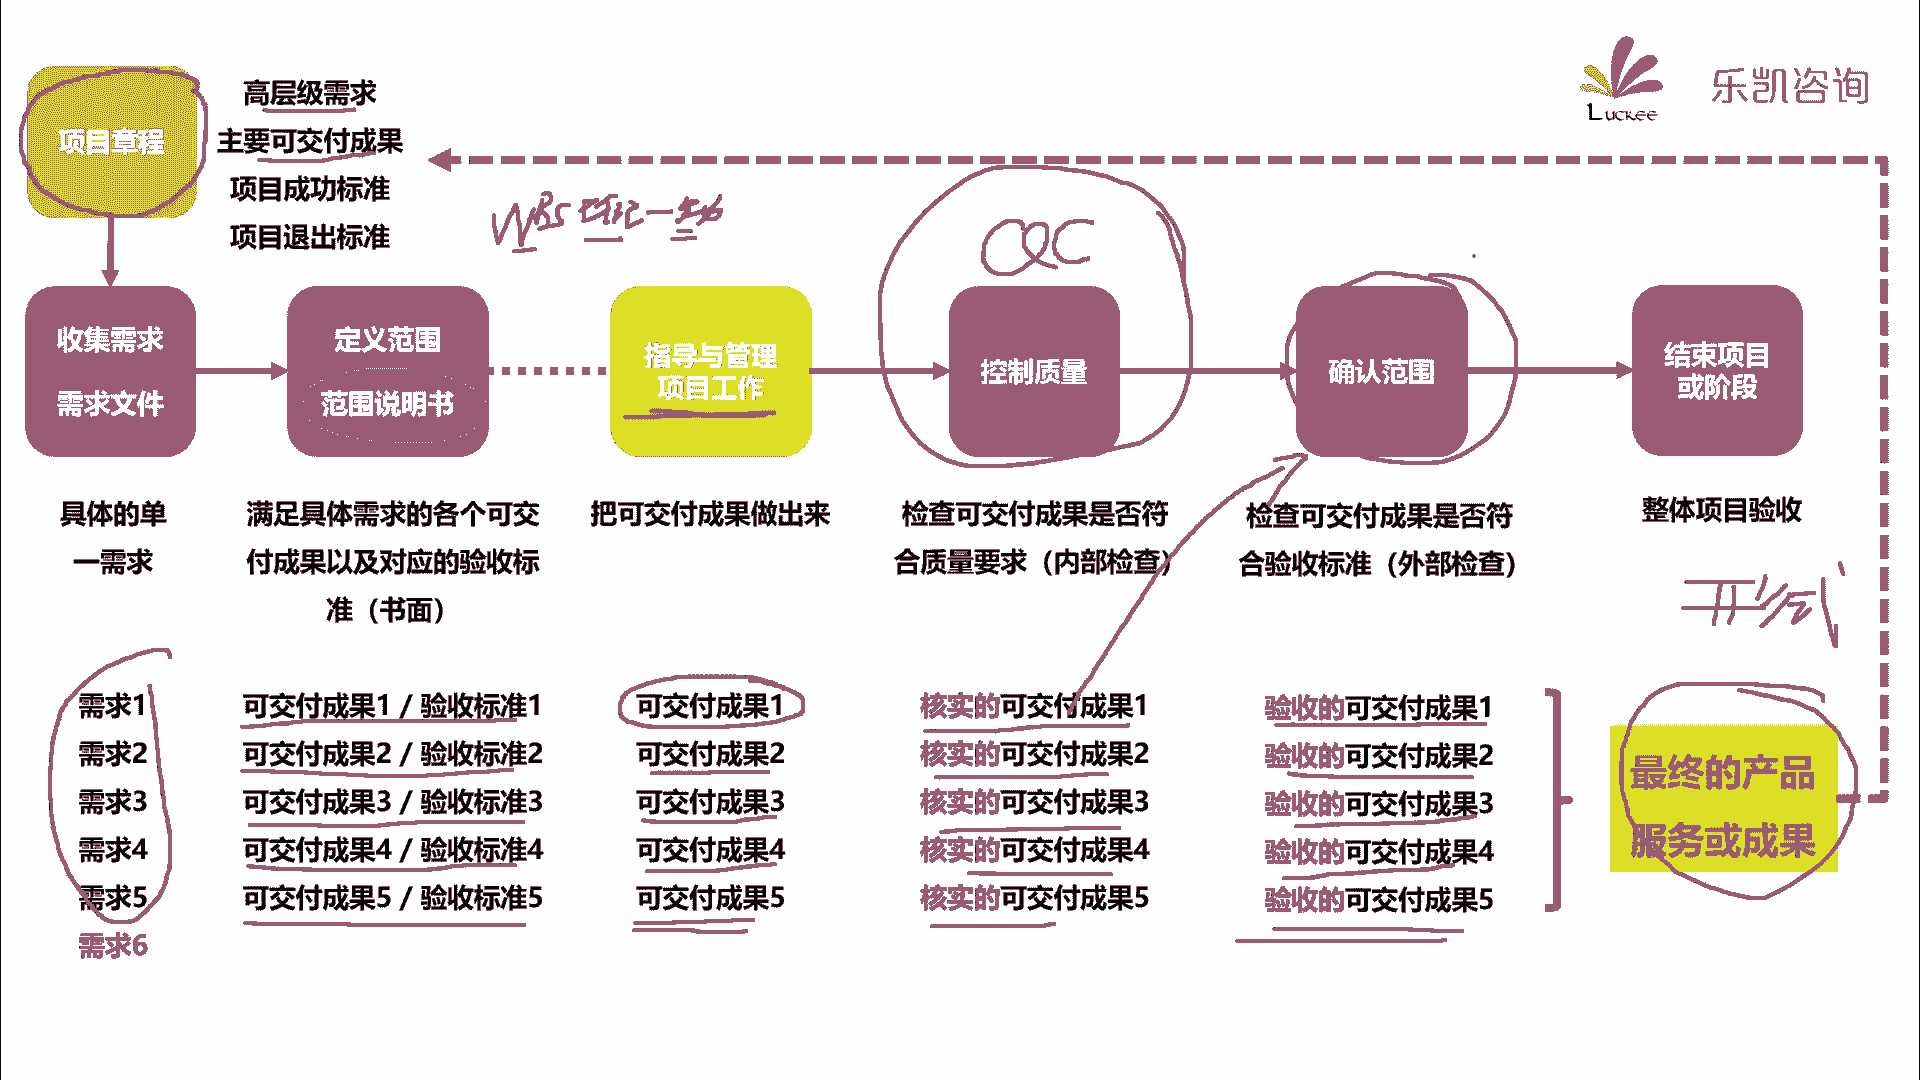 Luckee
乐凯咨询
项目章程
高层级需求
主要可交付成果
项目成功标准
项目退出标准
WBS
QC
收集需求
需求文件
定义范围
范围说明书
指导与管理
项目工作
控制质量
确认范围
结束项目
或阶段
具体的单
一需求
满足具体需求的各个可交
付成果以及对应的验收标
准（书面）
把可交付成果做出来
检查可交付成果是否符
合质量要求（内部检查）
检查可交付成果是否符
合验收标准（外部检查）
整体项目验收
需求1
需求2
需求3
需求4
需求5
需求6
可交付成果1 / 验收标准1
可交付成果2 / 验收标准2
可交付成果3 / 验收标准3
可交付成果4 / 验收标准4
可交付成果5 / 验收标准5
可交付成果1
可交付成果2
可交付成果3
可交付成果4
可交付成果5
核实的可交付成果1
核实的可交付成果2
核实的可交付成果3
核实的可交付成果4
核实的可交付成果5
验收的可交付成果1
验收的可交付成果2
验收的可交付成果3
验收的可交付成果4
验收的可交付成果5
最终的产品
服务或成果